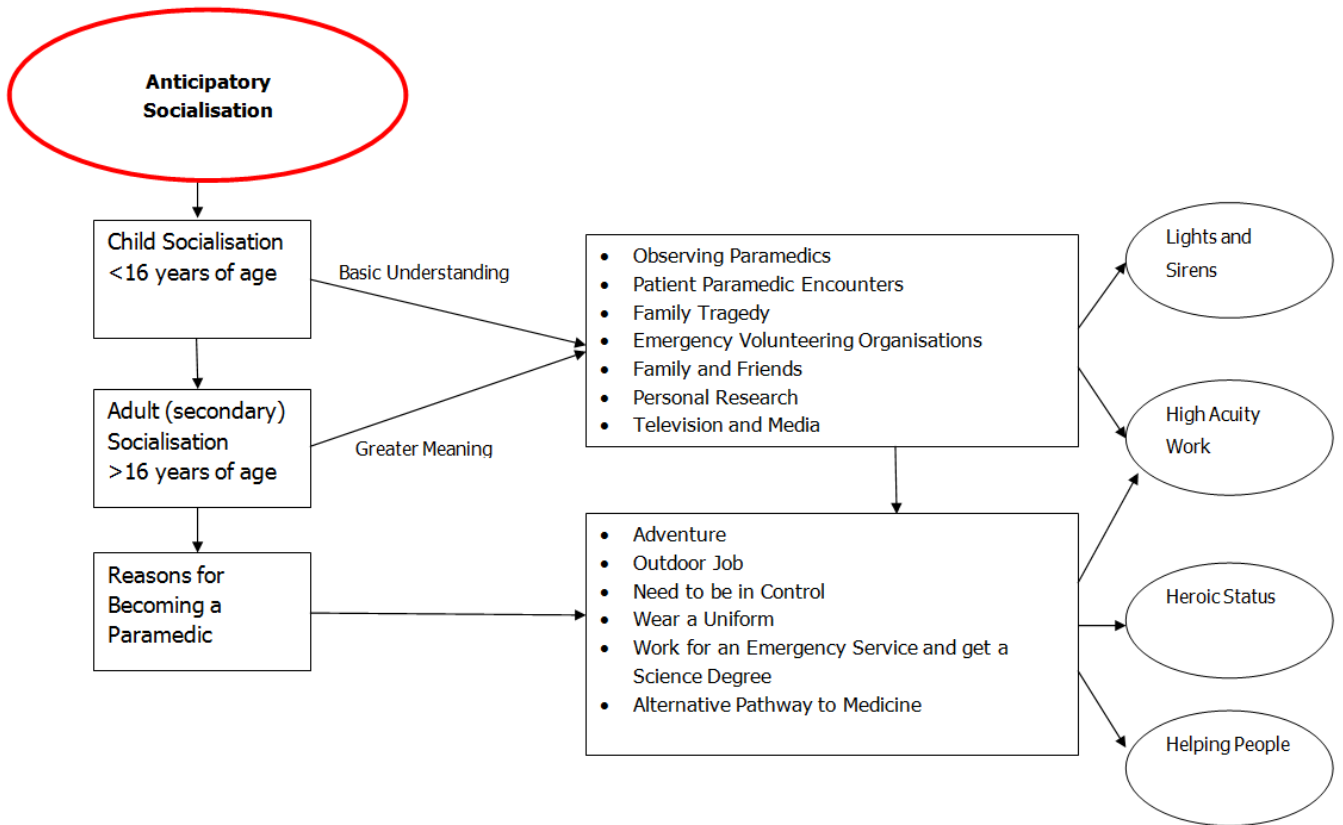 Anticipatory
Socialisation
Child Socialisation
<16 years of age
Basic Understanding
Adult (secondary)
Socialisation
>16 years of age
Greater Meaning
Reasons for
Becoming a
Paramedic
• Observing Paramedics
• Patient Paramedic Encounters
• Family Tragedy
• Emergency Volunteering Organisations
• Family and Friends
• Personal Research
• Television and Media
• Adventure
• Outdoor Job
• Need to be in Control
• Wear a Uniform
• Work for an Emergency Service and get a
Science Degree
• Alternative Pathway to Medicine
Lights and
Sirens
High Acuity
Work
Heroic Status
Helping People